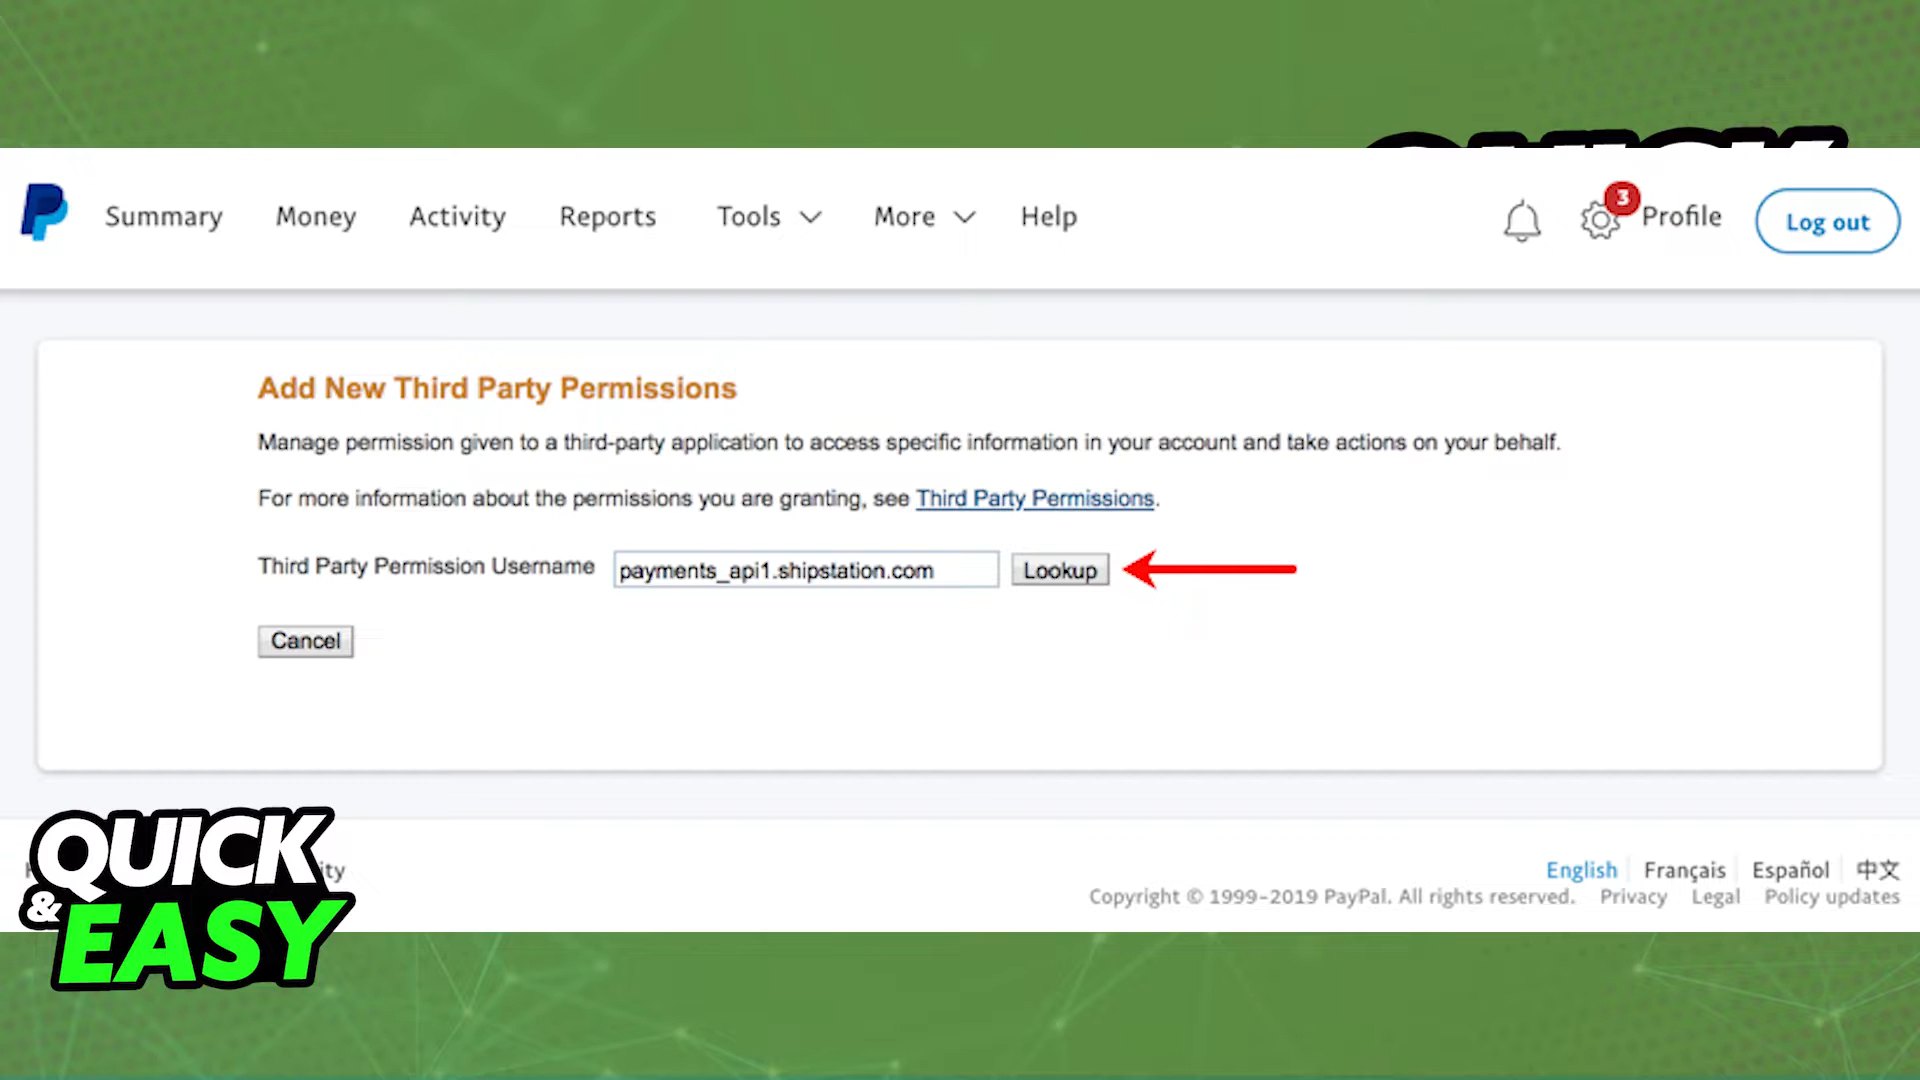 Summary Money Activity Reports Tools More Help 3 Profile Log out
Add New Third Party Permissions
Manage permission given to a third-party application to access specific information in your account and take actions on your behalf.
For more information about the permissions you are granting, see Third Party Permissions.
Third Party Permission Username payments_api1.shipstation.com Lookup
Cancel
QUICK
& EASY
English Français Español 中文
Copyright © 1999-2019 PayPal. All rights reserved. Privacy Legal Policy updates